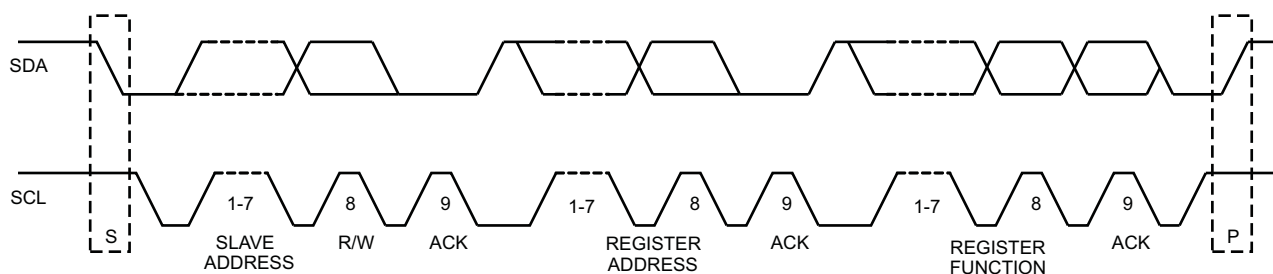 SDA
SCL
S
1-7
8
9
1-7
8
9
1-7
8
9
P
SLAVE
ADDRESS
R/W
ACK
REGISTER
ADDRESS
ACK
REGISTER
FUNCTION
ACK